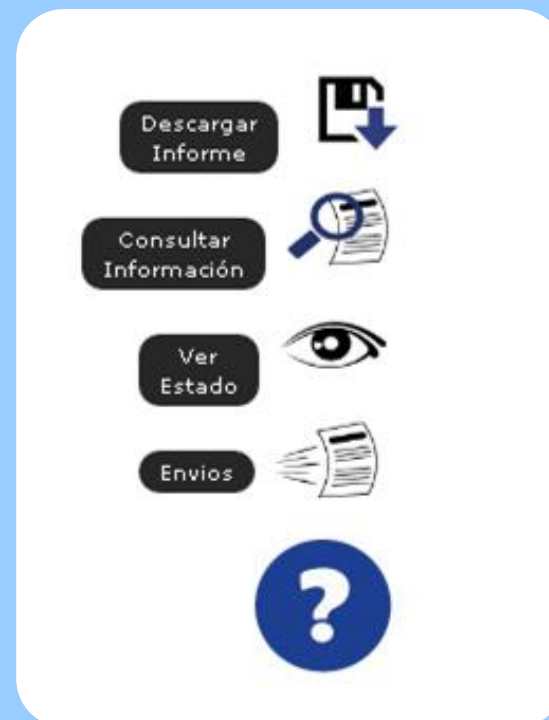 Descargar
Informe
Consultar
Información
Ver
Estado
Envios
?